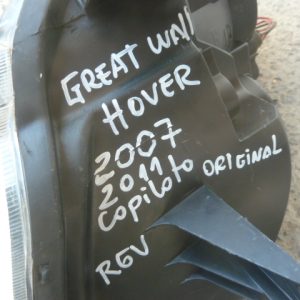 GREAT WALL
HOVER
2007
2011
COPILOTO ORIGINAL
RGV